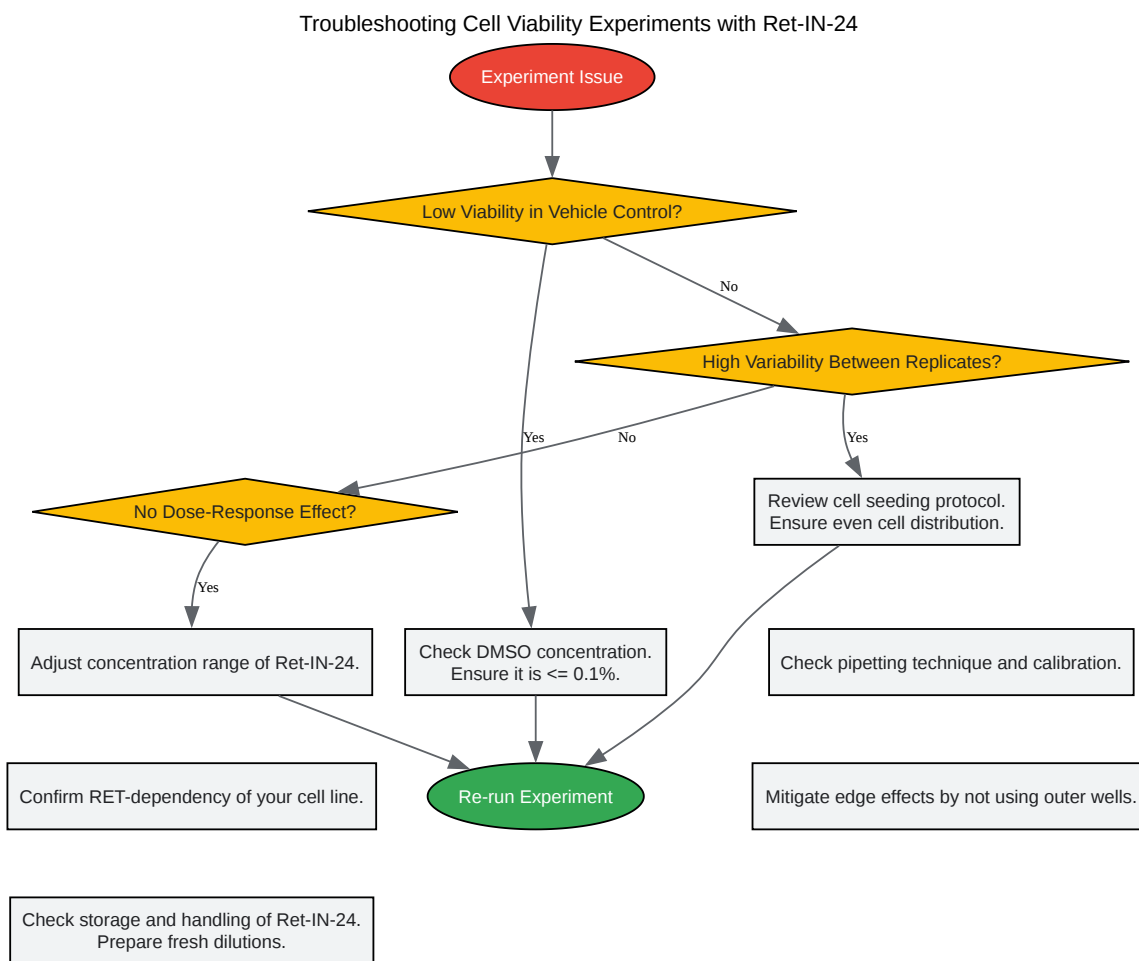 Troubleshooting Cell Viability Experiments with Ret-IN-24
Experiment Issue
Low Viability in Vehicle Control?
No
High Variability Between Replicates?
Yes
No
Yes
No Dose-Response Effect?
Review cell seeding protocol.
Ensure even cell distribution.
Yes
Adjust concentration range of Ret-IN-24.
Check DMSO concentration.
Ensure it is <= 0.1%.
Check pipetting technique and calibration.
Confirm RET-dependency of your cell line.
Re-run Experiment
Mitigate edge effects by not using outer wells.
Check storage and handling of Ret-IN-24.
Prepare fresh dilutions.